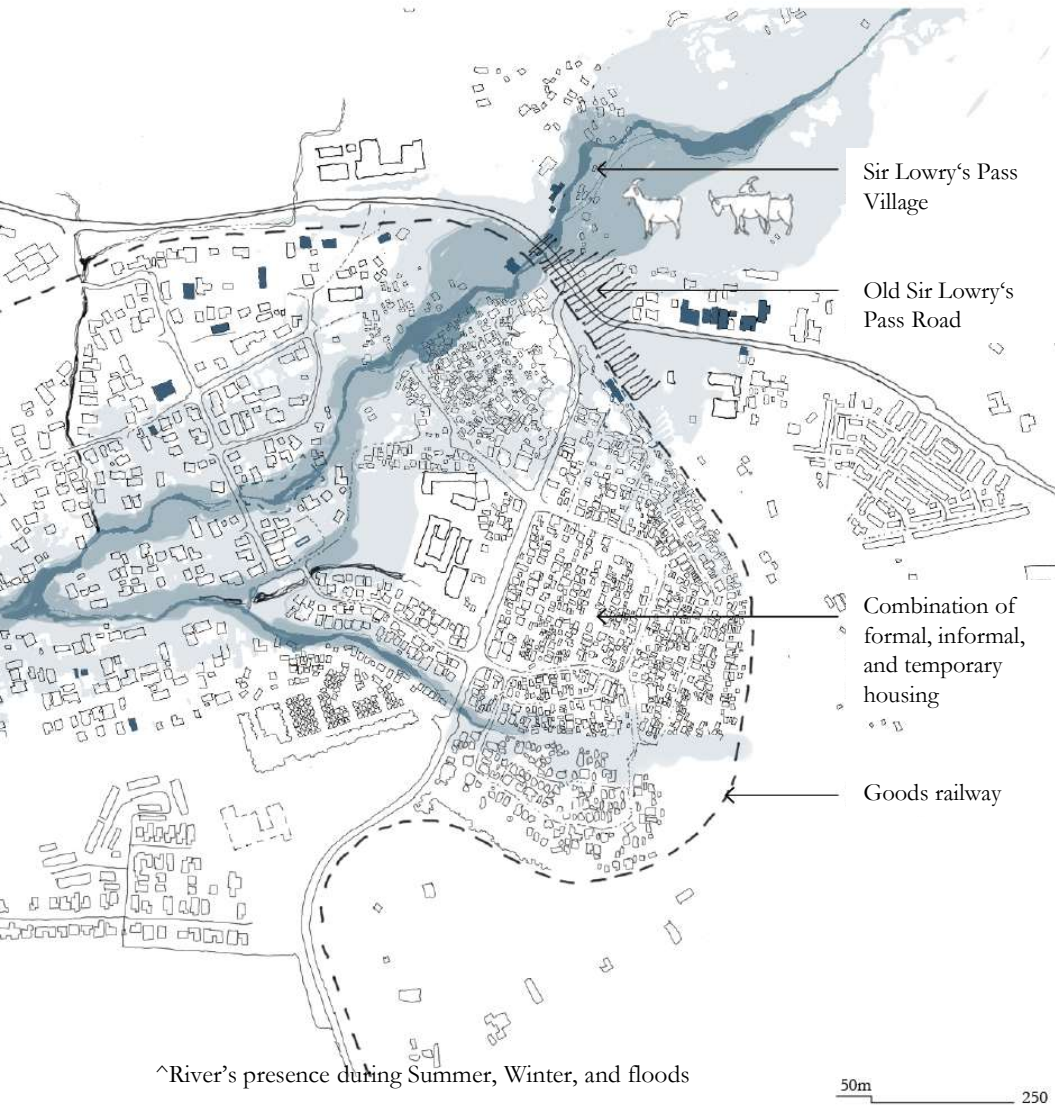 Sir Lowry‘s Pass
Village
Old Sir Lowry‘s
Pass Road
Combination of
formal, informal,
and temporary
housing
Goods railway
^River’s presence during Summer, Winter, and floods
50m
250